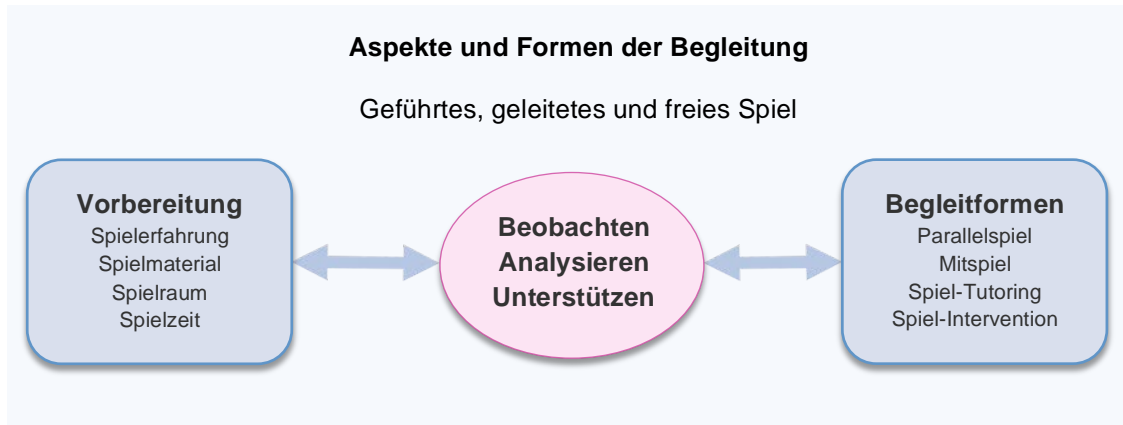 Aspekte und Formen der Begleitung
Geführtes, geleitetes und freies Spiel
Vorbereitung
Spielerfahrung
Spielmaterial
Spielraum
Spielzeit
Beobachten
Analysieren
Unterstützen
Begleitformen
Parallelspiel
Mitspiel
Spiel-Tutoring
Spiel-Intervention